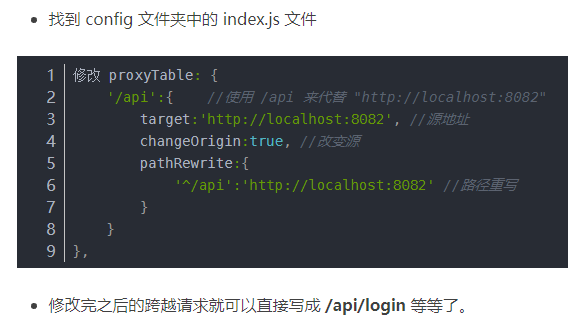 找到 config 文件夹中的 index.js 文件
1 修改 proxyTable: {
2 '/api':{ //使用 /api 来代替 "http://localhost:8082"
3 target:'http://localhost:8082', //源地址
4 changeOrigin:true, //改变源
5 pathRewrite:{
6 '^/api':'http://localhost:8082' //路径重写
7 }
8 }
9 },
修改完之后的跨越请求就可以直接写成 /api/login 等等了。